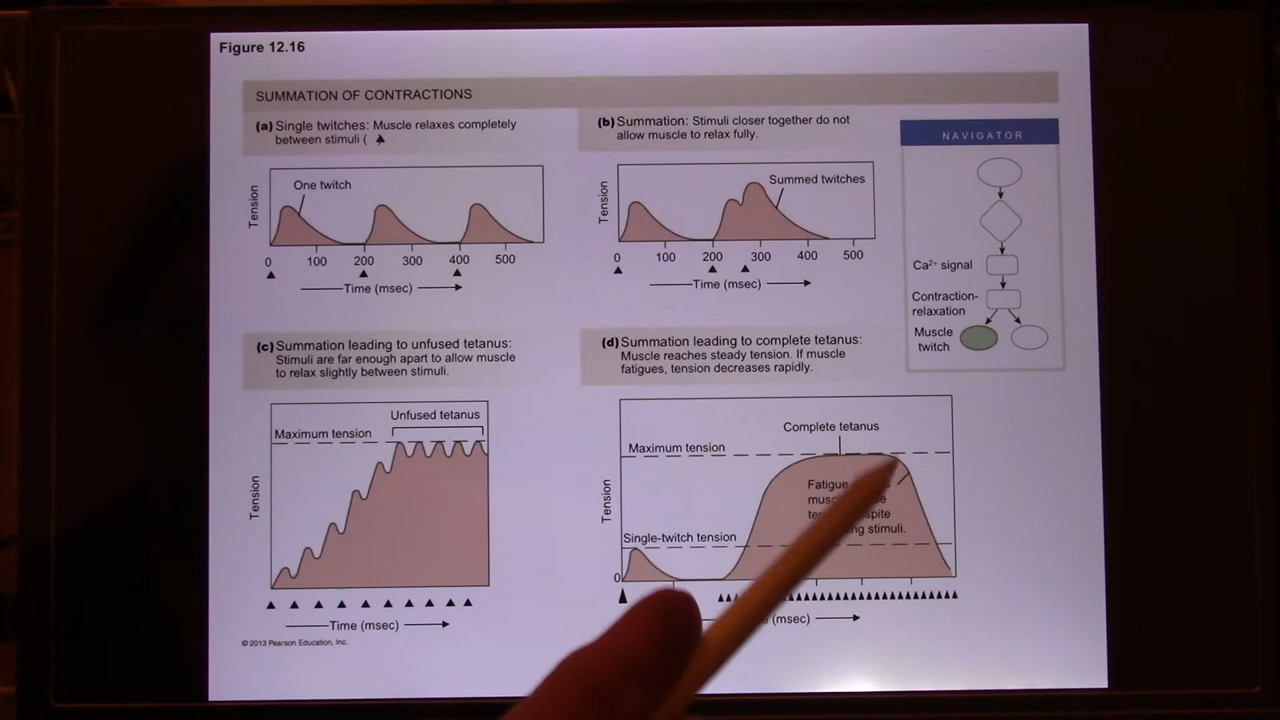 Figure 12.16
SUMMATION OF CONTRACTIONS
(a) Single twitches: Muscle relaxes completely
between stimuli (
Tension
One twitch
0 100 200 300 400 500
Time (msec)
(b) Summation: Stimuli closer together do not
allow muscle to relax fully.
Tension
Summed twitches
0 100 200 300 400 500
Time (msec)
NAVIGATOR
Ca2+ signal
Contraction-
relaxation
Muscle
twitch
(c) Summation leading to unfused tetanus:
Stimuli are far enough apart to allow muscle
to relax slightly between stimuli.
Unfused tetanus
Maximum tension
Tension
Time (msec)
(d) Summation leading to complete tetanus:
Muscle reaches steady tension. If muscle
fatigues, tension decreases rapidly.
Complete tetanus
Maximum tension
Fatigue
stimuli.
Tension
Single-twitch tension
0
(msec)
© 2013 Pearson Education, Inc.